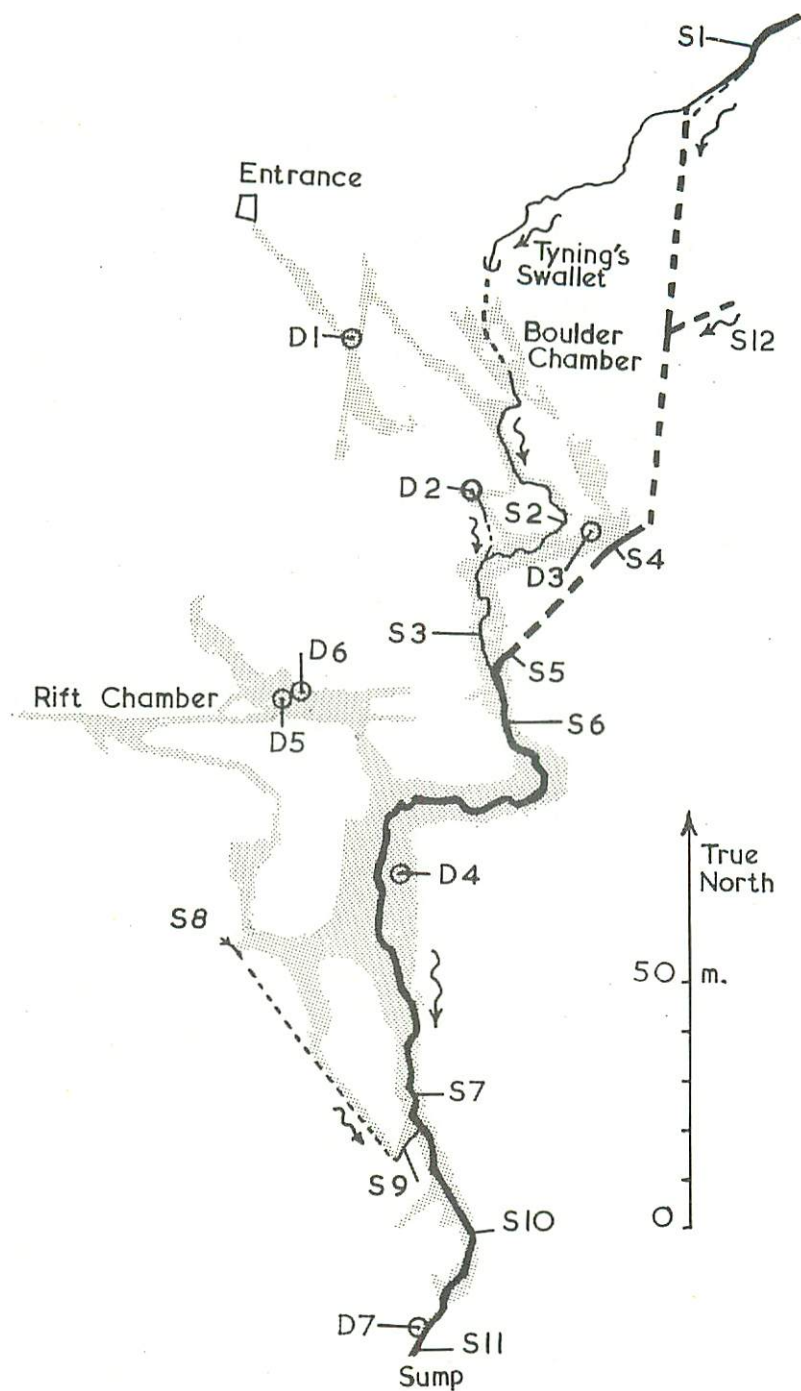 S1
Entrance
Tyning's
Swallet
D1
Boulder
Chamber
S12
D2
S2
D3
S4
S3
D6
S5
Rift Chamber
D5
S6
True
North
D4
S8
50 m.
S7
S9
S10
0
D7
S11
Sump